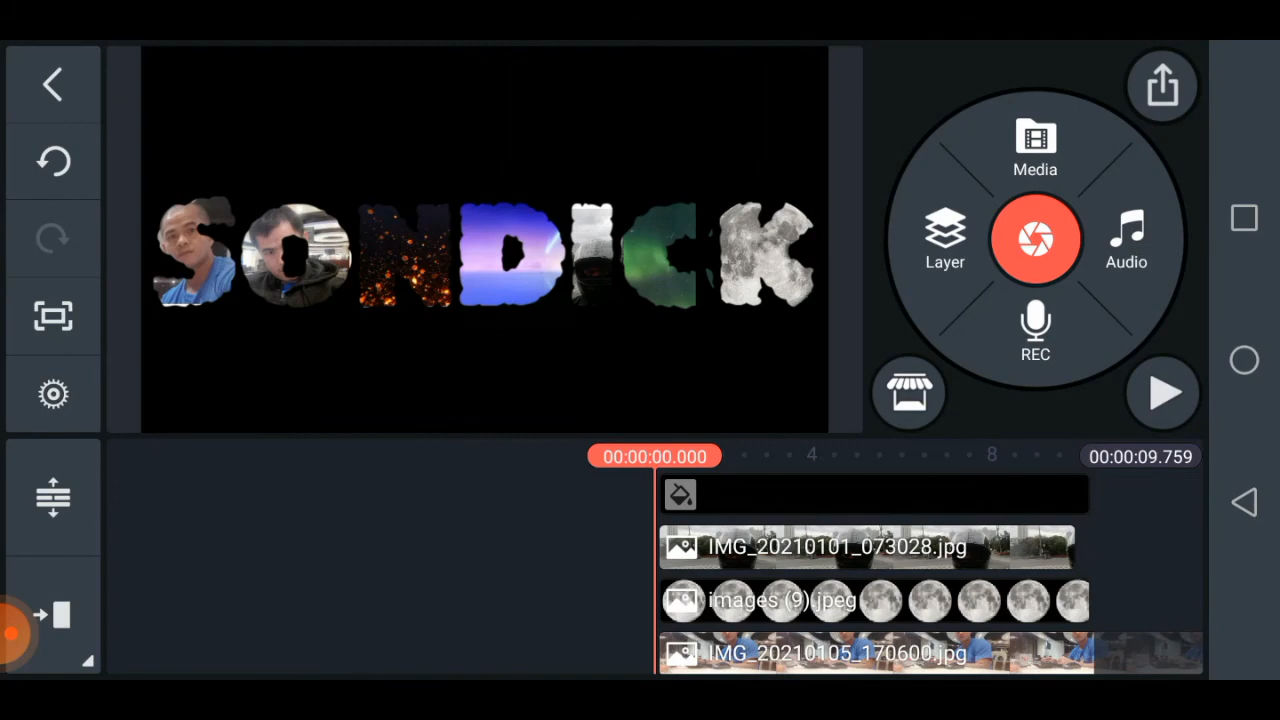 SONDICK
Media
Layer
Audio
REC
00:00:00.000
4
8
00:00:09.759
IMG_20210101_073028.jpg
images (9).jpeg
IMG_20210105_170600.jpg